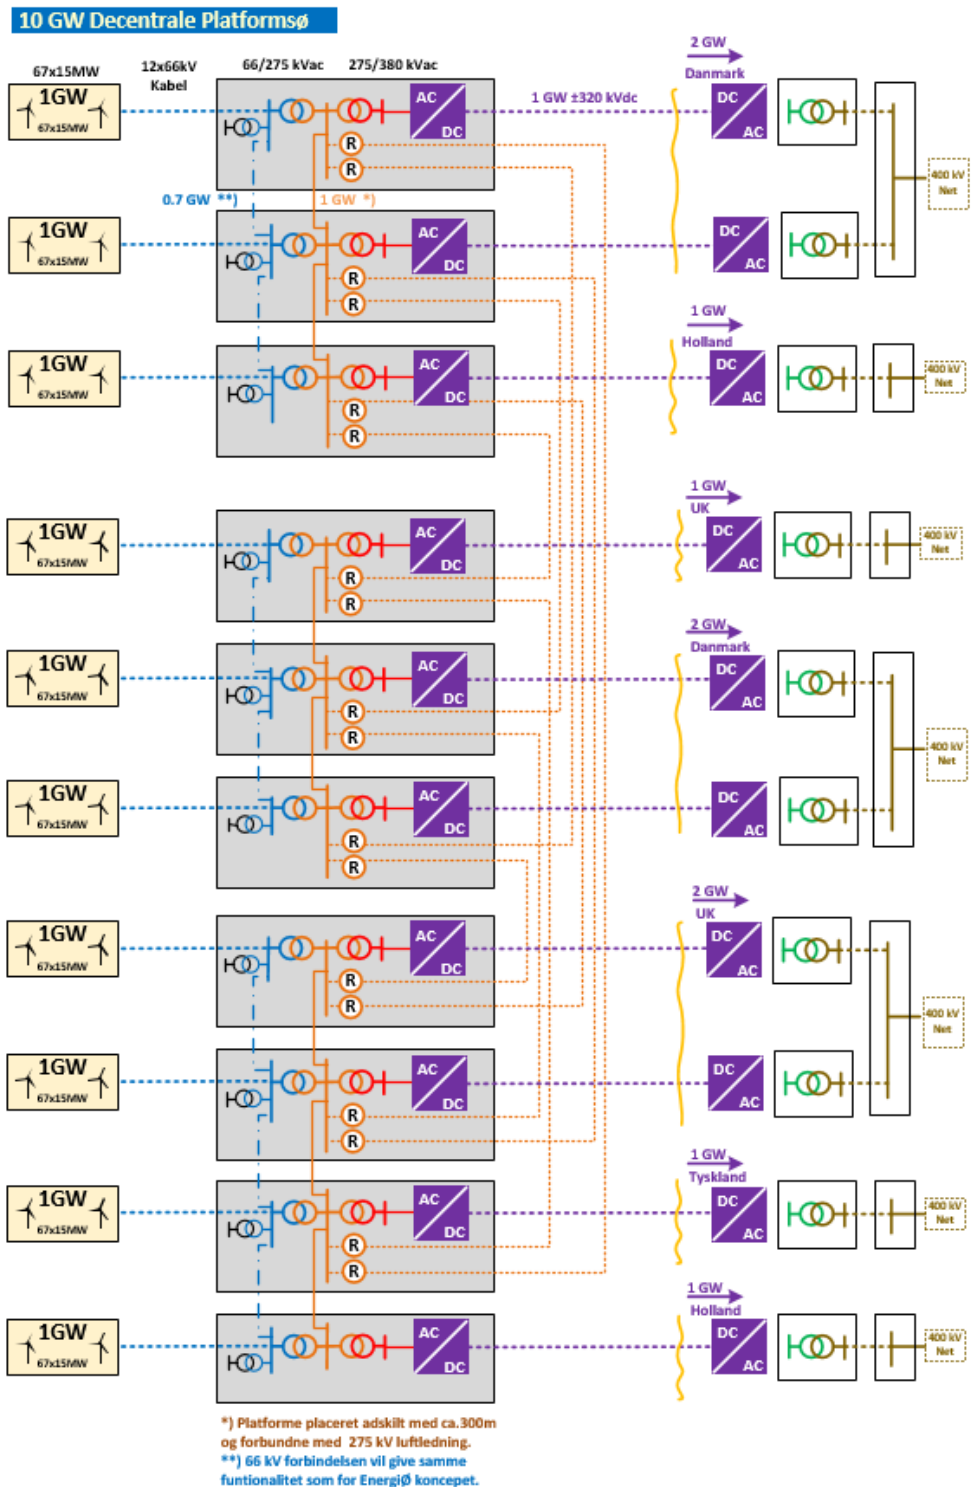 10 GW Decentrale Platformsø
2 GW
Danmark
67x15MW
12x66kV
Kabel
66/275 kVac
275/380 kVac
1GW
67x15MW
AC
DC
1 GW ±320 kVdc
DC
AC
R
R
400 kV
Net
0.7 GW **)
1 GW *)
1GW
67x15MW
AC
DC
DC
AC
R
R
1 GW
Holland
1GW
67x15MW
AC
DC
DC
AC
400 kV
Net
R
R
1 GW
UK
1GW
67x15MW
AC
DC
DC
AC
400 kV
Net
R
R
2 GW
Danmark
1GW
67x15MW
AC
DC
DC
AC
R
R
400 kV
Net
1GW
67x15MW
AC
DC
DC
AC
R
R
2 GW
UK
1GW
67x15MW
AC
DC
DC
AC
R
R
400 kV
Net
1GW
67x15MW
AC
DC
DC
AC
R
R
1 GW
Tyskland
1GW
67x15MW
AC
DC
DC
AC
400 kV
Net
R
R
1 GW
Holland
1GW
67x15MW
AC
DC
DC
AC
400 kV
Net
*) Platforme placeret adskilt med ca.300m
og forbundne med 275 kV luftledning.
**) 66 kV forbindelsen vil give samme
funtionalitet som for EnergiØ koncepet.